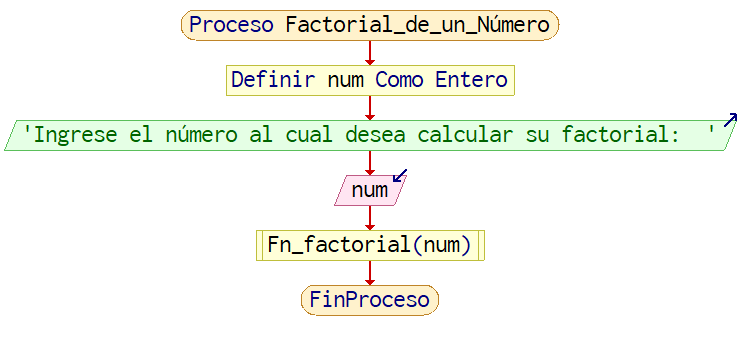 Proceso Factorial_de_un_Número
Definir num Como Entero
'Ingrese el número al cual desea calcular su factorial:  '
num
Fn_factorial(num)
FinProceso